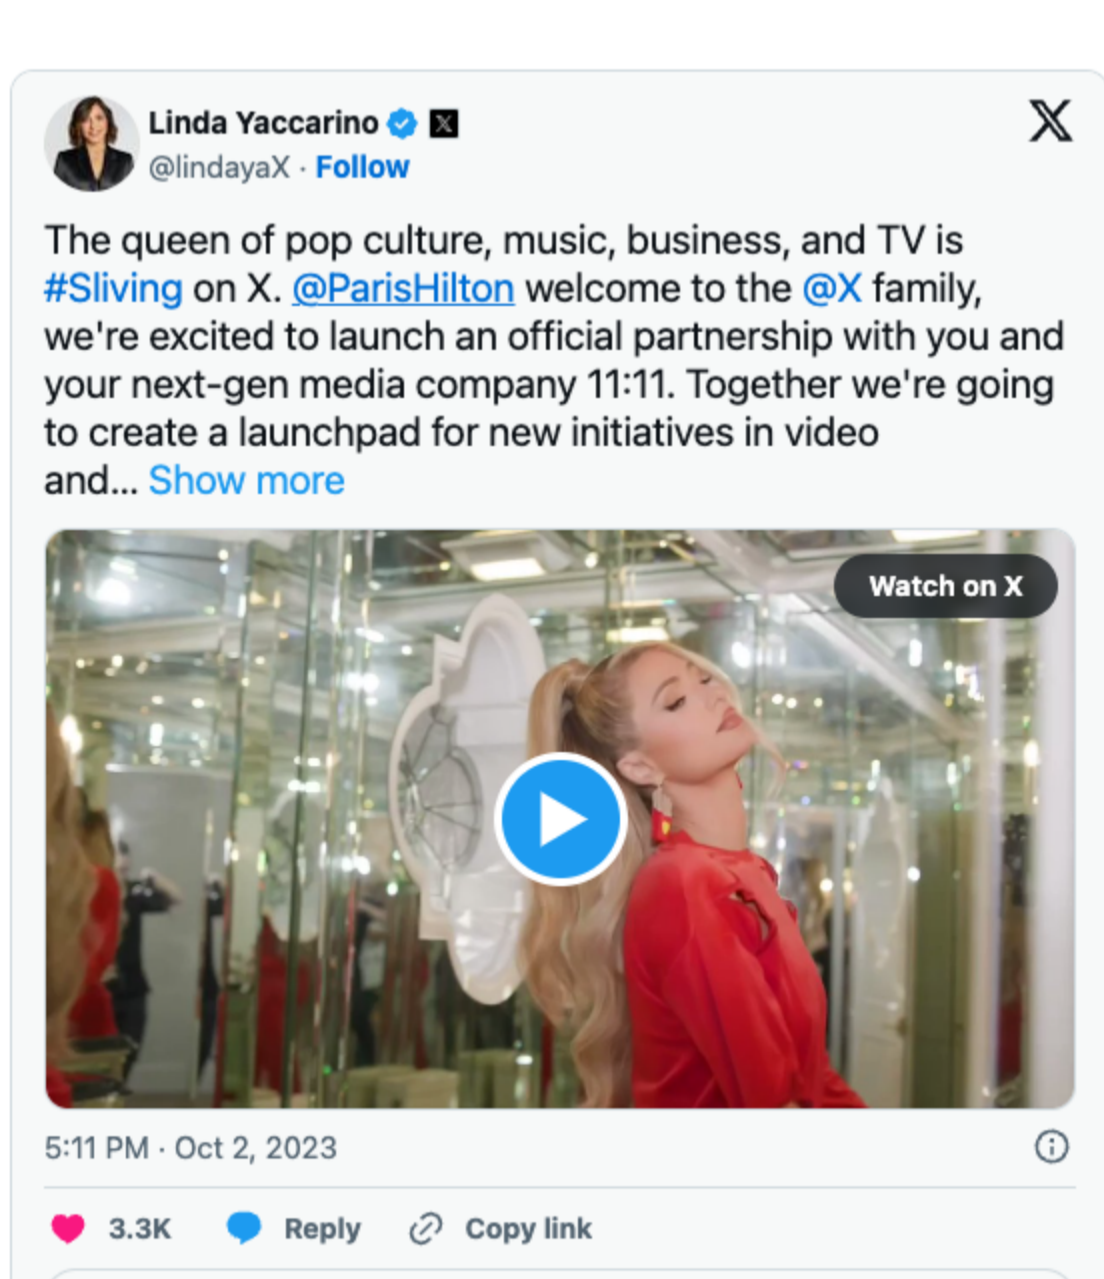 Linda Yaccarino
@lindayaX · Follow
The queen of pop culture, music, business, and TV is
#Sliving on X. @ParisHilton welcome to the @X family,
we're excited to launch an official partnership with you and
your next-gen media company 11:11. Together we're going
to create a launchpad for new initiatives in video
and... Show more
Watch on X
5:11 PM · Oct 2, 2023
3.3K Reply Copy link